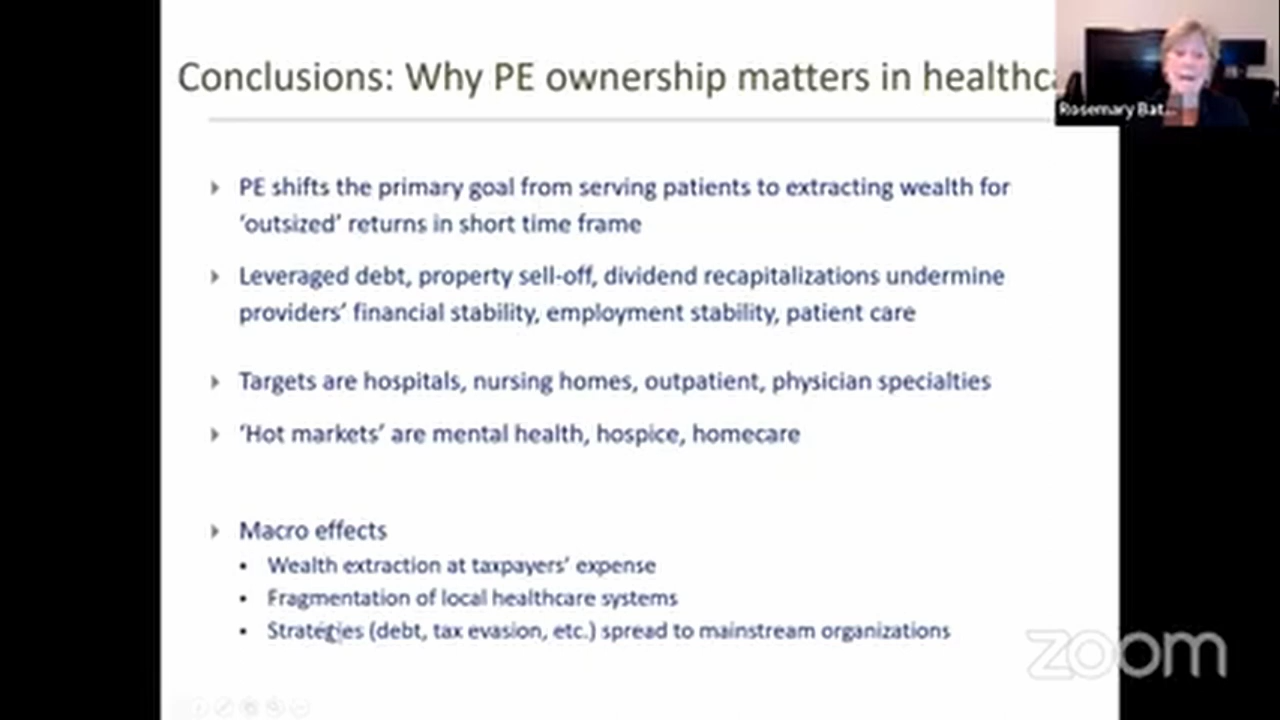 Conclusions: Why PE ownership matters in healthca
Rosemary Bat...
PE shifts the primary goal from serving patients to extracting wealth for
‘outsized’ returns in short time frame
Leveraged debt, property sell-off, dividend recapitalizations undermine
providers’ financial stability, employment stability, patient care
Targets are hospitals, nursing homes, outpatient, physician specialties
‘Hot markets’ are mental health, hospice, homecare
Macro effects
Wealth extraction at taxpayers’ expense
Fragmentation of local healthcare systems
Strategies (debt, tax evasion, etc.) spread to mainstream organizations
zoom